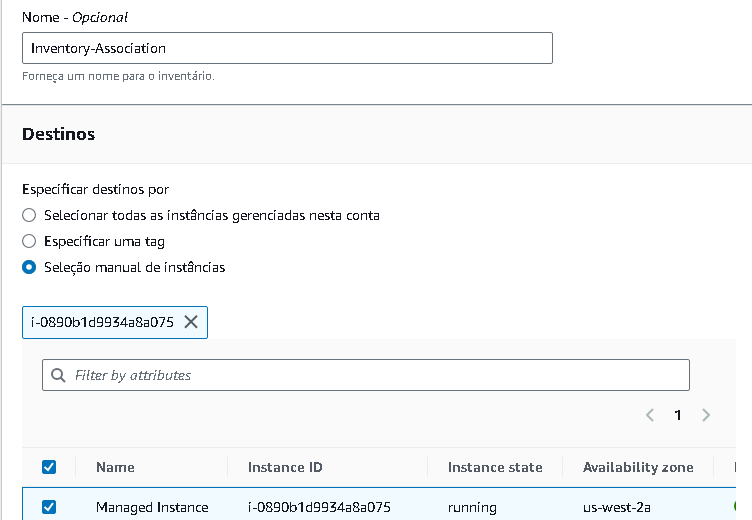 Nome - Opcional
Inventory-Association
Forneça um nome para o inventário.
Destinos
Especificar destinos por
Selecionar todas as instâncias gerenciadas nesta conta
Especificar uma tag
Seleção manual de instâncias
i-0890b1d9934a8a075
Filter by attributes
1
Name Instance ID Instance state Availability zone
Managed Instance i-0890b1d9934a8a075 running us-west-2a